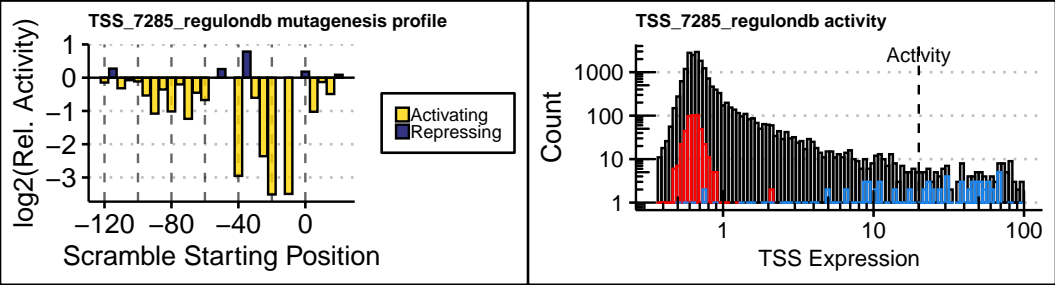 TSS_7285_regulondb mutagenesis profile
log2(Rel. Activity)
1
0
−1
−2
−3
−120
−80
−40
0
Scramble Starting Position
Activating
Repressing
TSS_7285_regulondb activity
Activity
Count
1000
100
10
1
1
10
100
TSS Expression